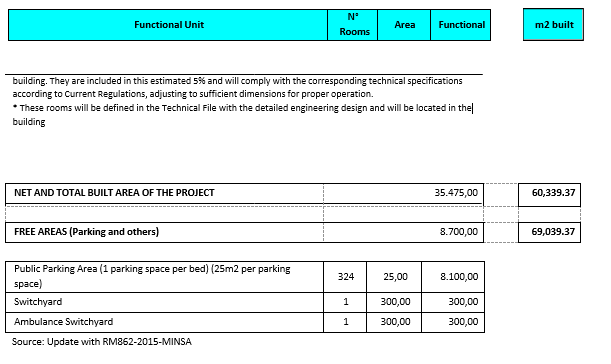 Functional Unit N° Rooms Area Functional m2 built
building. They are included in this estimated 5% and will comply with the corresponding technical specifications
according to Current Regulations, adjusting to sufficient dimensions for proper operation.
* These rooms will be defined in the Technical File with the detailed engineering design and will be located in the
building
NET AND TOTAL BUILT AREA OF THE PROJECT 35.475,00 60,339.37
FREE AREAS (Parking and others) 8.700,00 69,039.37
Public Parking Area (1 parking space per bed) (25m2 per parking
space) 324 25,00 8.100,00
Switchyard 1 300,00 300,00
Ambulance Switchyard 1 300,00 300,00
Source: Update with RM862-2015-MINSA